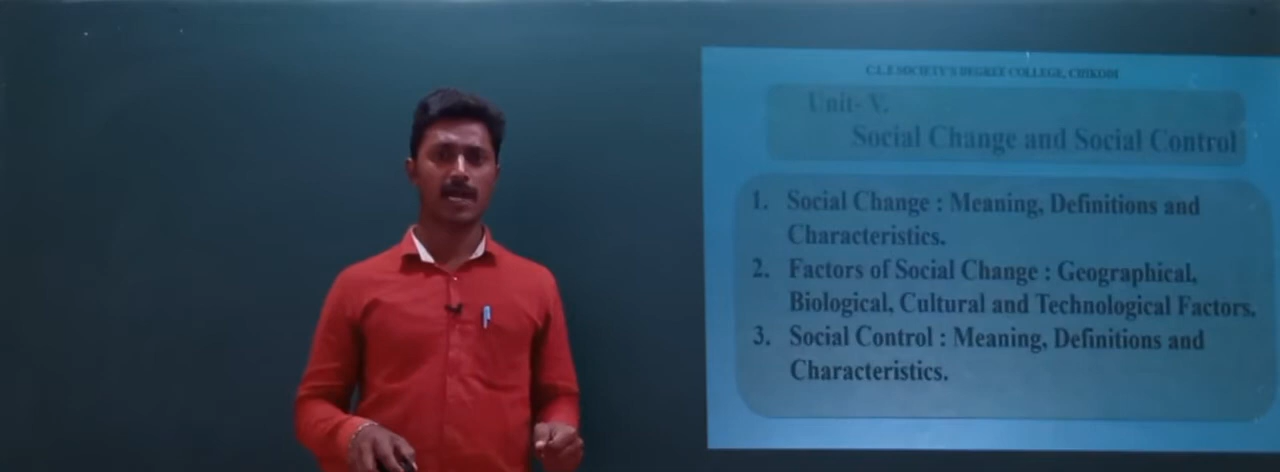 C.L.E SOCIETY'S DEGREE COLLEGE, CHIKODI
Unit- V.
Social Change and Social Control
1. Social Change : Meaning, Definitions and
Characteristics.
2. Factors of Social Change : Geographical,
Biological, Cultural and Technological Factors.
3. Social Control : Meaning, Definitions and
Characteristics.